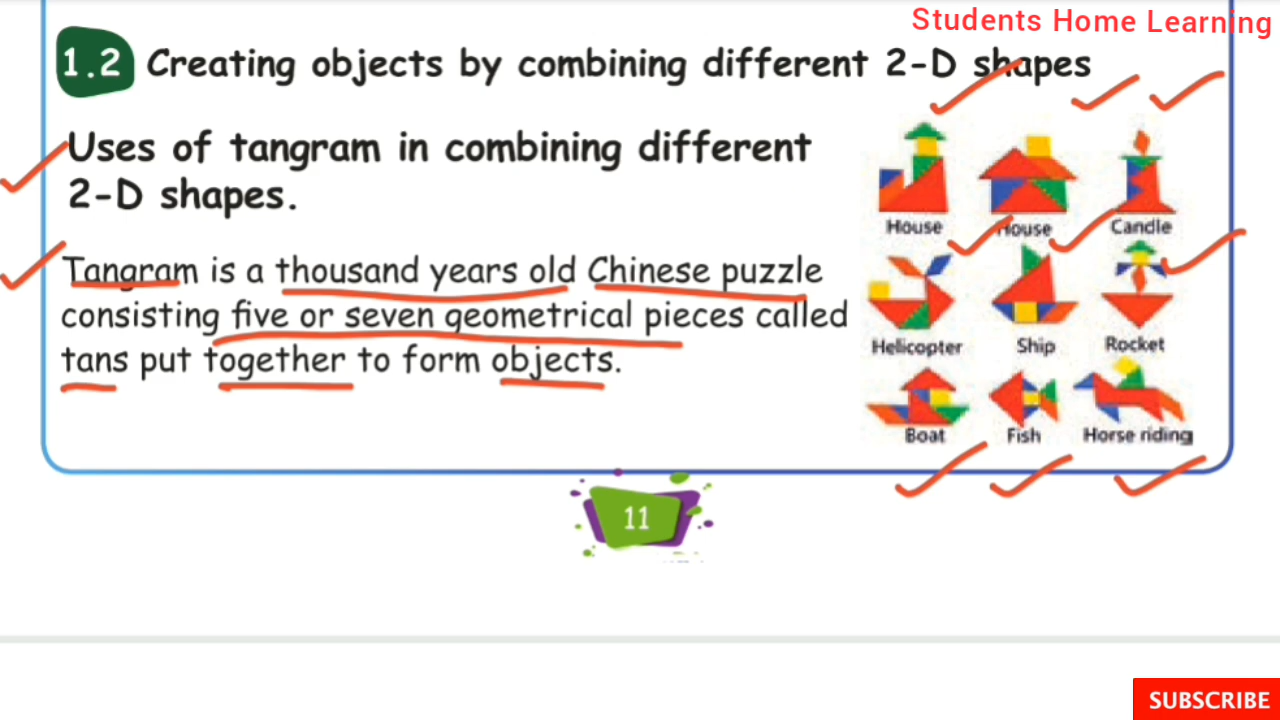 Students Home Learning
1.2 Creating objects by combining different 2-D shapes
Uses of tangram in combining different
2-D shapes.
Tangram is a thousand years old Chinese puzzle
consisting five or seven geometrical pieces called
tans put together to form objects.
House House Candle
Helicopter Ship Rocket
Boat Fish Horse riding
11
SUBSCRIBE